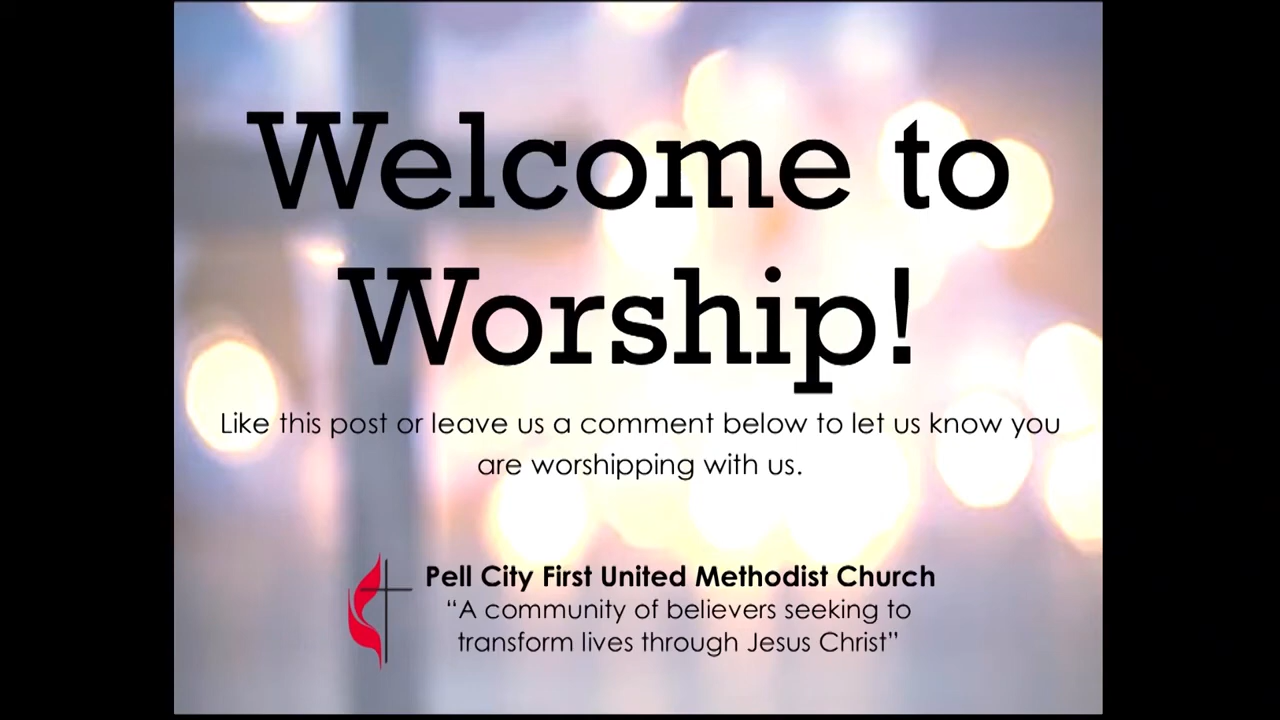 Welcome to
Worship!
Like this post or leave us a comment below to let us know you
are worshipping with us.
Pell City First United Methodist Church
“A community of believers seeking to
transform lives through Jesus Christ”